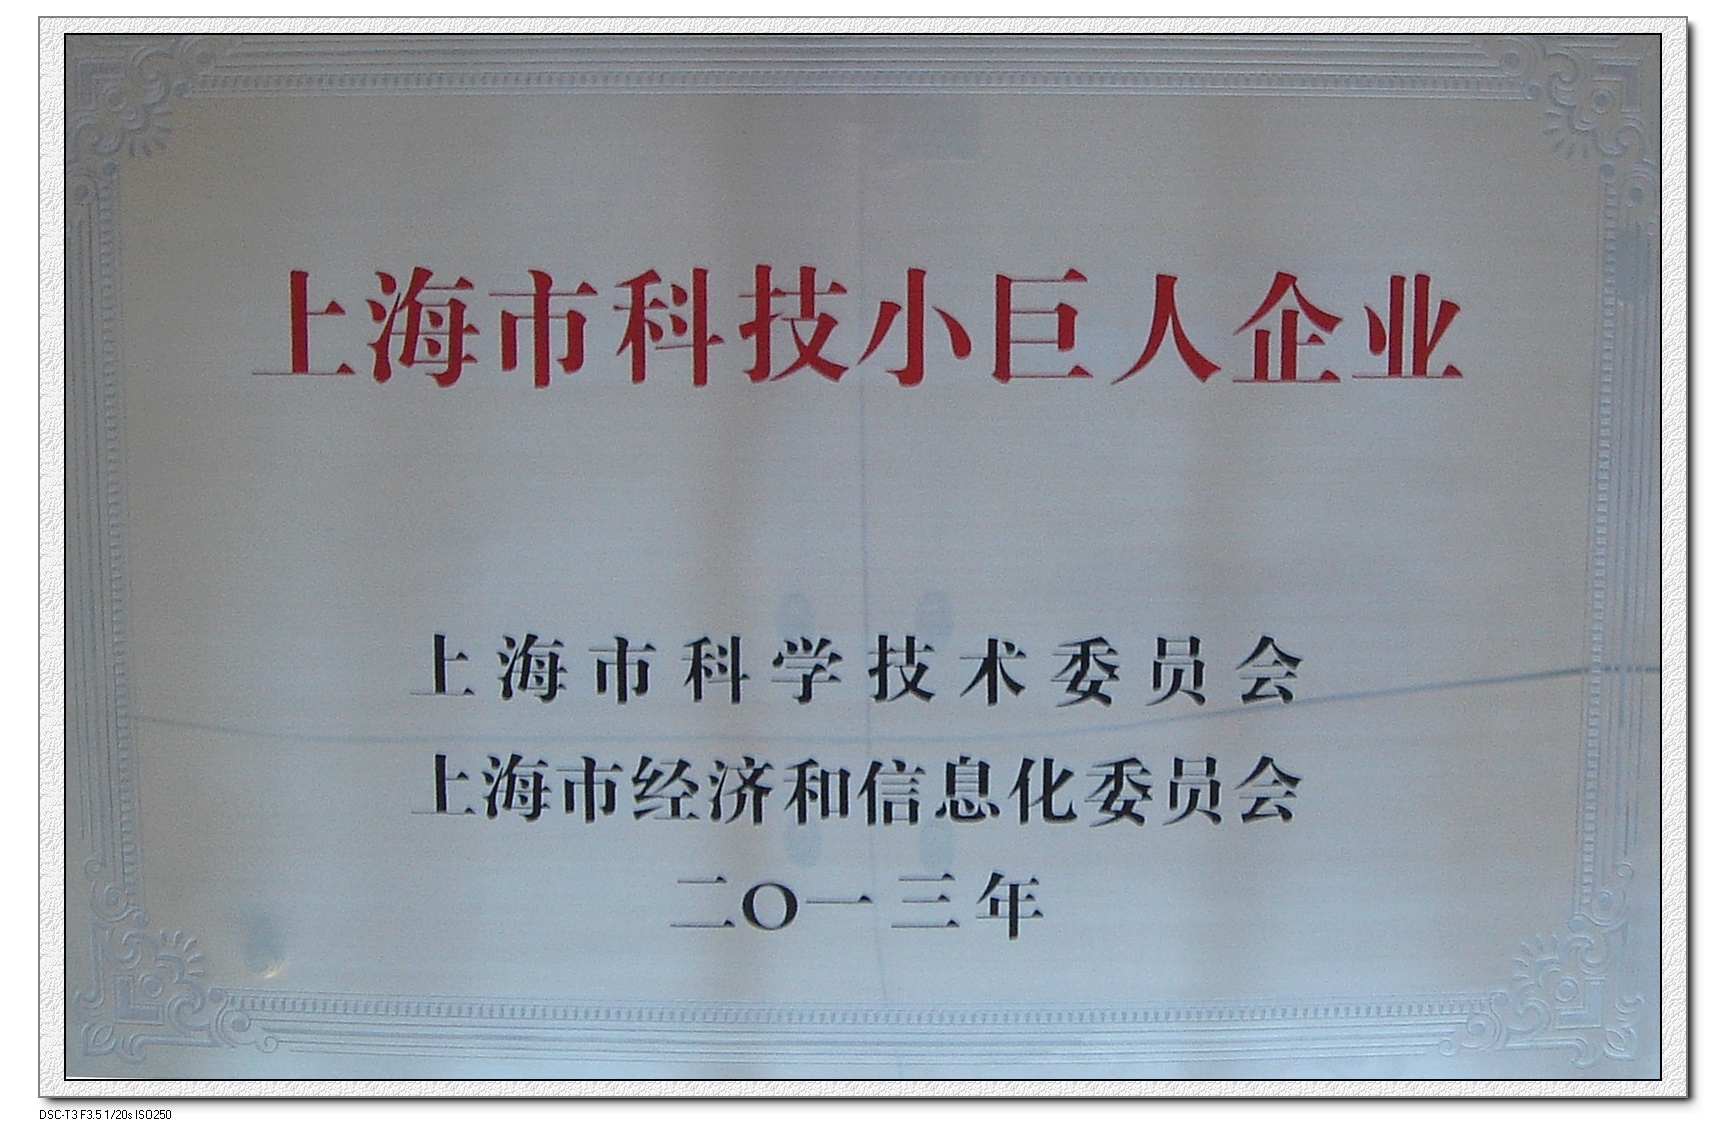 上海市科技小巨人企业
上海市科学技术委员会
上海市经济和信息化委员会
二〇一三年
DSC-T3 F3.5 1/20s ISO250